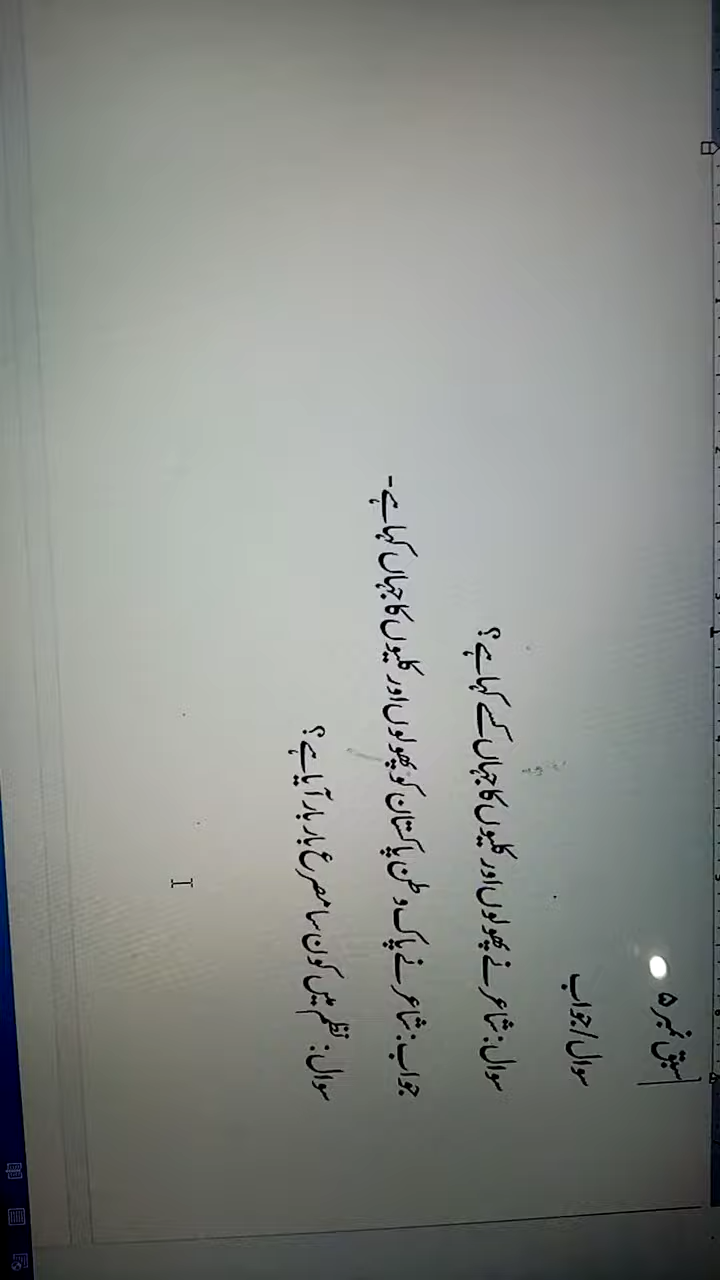 سبق نمبر ۵
سوال/جواب
سوال: شاعر نے پھولوں اور کلیوں کا جہاں کسے کہا ہے؟
جواب: شاعر نے پاک وطن پاکستان کو پھولوں اور کلیوں کا جہاں کہا ہے-
سوال: نظم میں کون سا مصرع بار بار آیا ہے؟